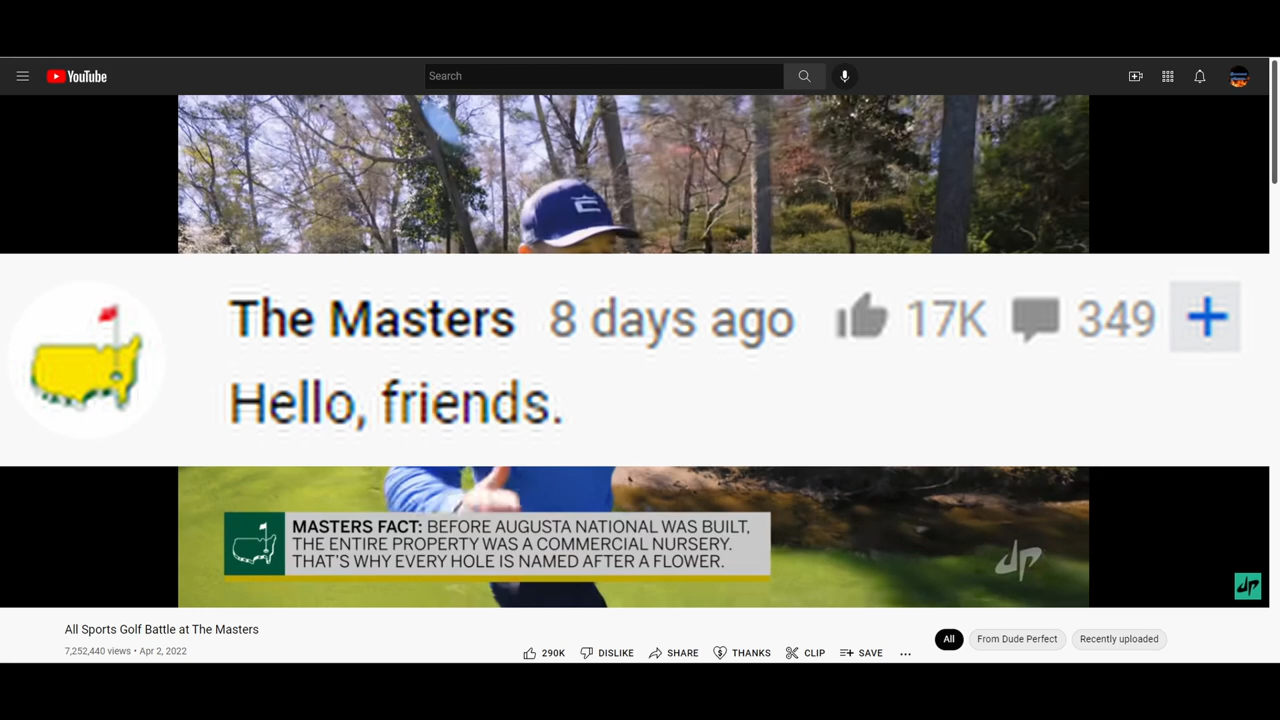 YouTube
Search
The Masters 8 days ago 17K 349 +
Hello, friends.
MASTERS FACT: BEFORE AUGUSTA NATIONAL WAS BUILT,
THE ENTIRE PROPERTY WAS A COMMERCIAL NURSERY.
THAT'S WHY EVERY HOLE IS NAMED AFTER A FLOWER.
dp
dp
All Sports Golf Battle at The Masters
All From Dude Perfect Recently uploaded
7,252,440 views • Apr 2, 2022
290K DISLIKE SHARE THANKS CLIP SAVE ...